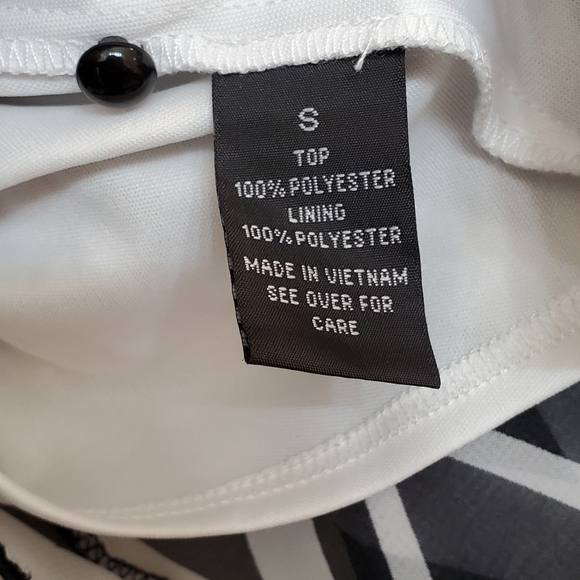 S
TOP
100% POLYESTER
LINING
100% POLYESTER
MADE IN VIETNAM
SEE OVER FOR
CARE